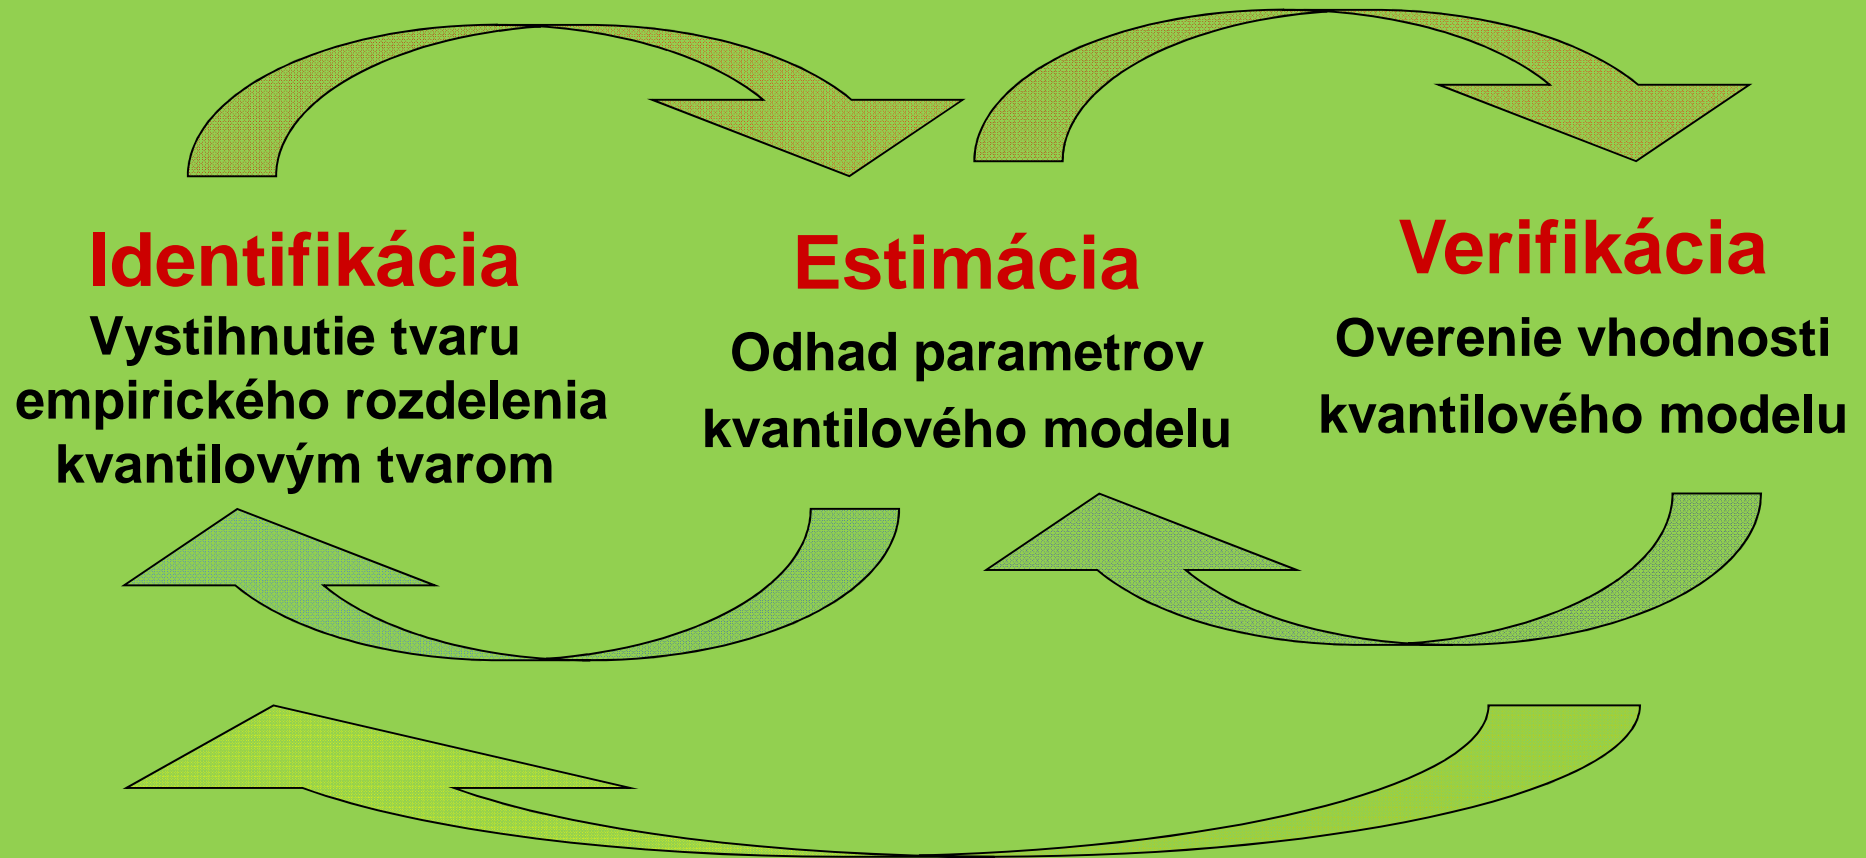 Identifikácia
Vystihnutie tvaru
empirického rozdelenia
kvantilovým tvarom
Estimácia
Odhad parametrov
kvantilového modelu
Verifikácia
Overenie vhodnosti
kvantilového modelu